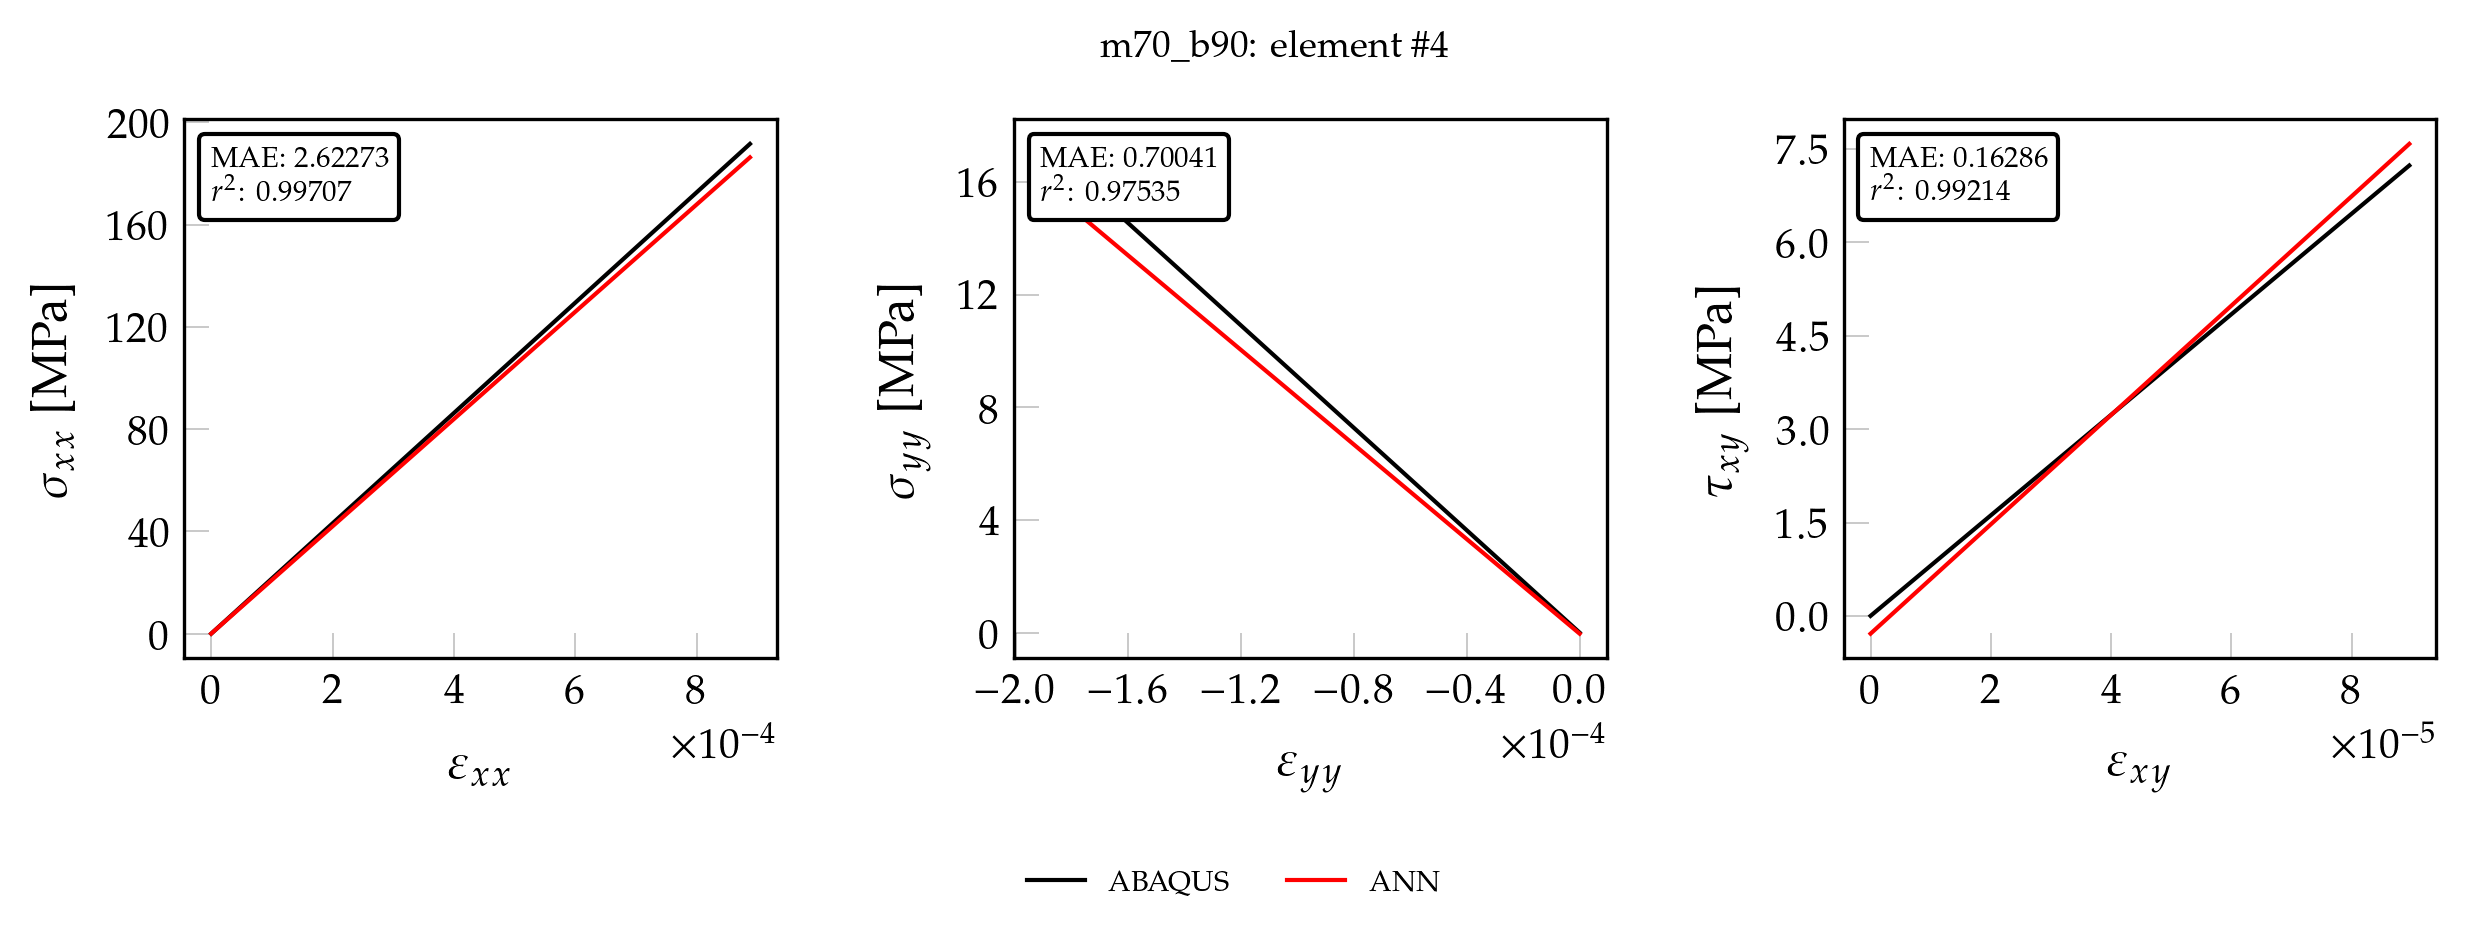 m70_b90: element #4
200
160
120
80
40
0
σxx [MPa]
MAE: 2.62273
r²: 0.99707
0 2 4 6 8
×10⁻⁴
εxx
16
12
8
4
0
σyy [MPa]
MAE: 0.70041
r²: 0.97535
−2.0 −1.6 −1.2 −0.8 −0.4 0.0
×10⁻⁴
εyy
7.5
6.0
4.5
3.0
1.5
0.0
τxy [MPa]
MAE: 0.16286
r²: 0.99214
0 2 4 6 8
×10⁻⁵
εxy
ABAQUS ANN